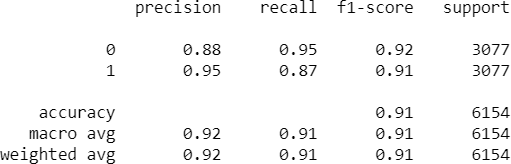 precision recall f1-score support
0 0.88 0.95 0.92 3077
1 0.95 0.87 0.91 3077
accuracy 0.91 6154
macro avg 0.92 0.91 0.91 6154
weighted avg 0.92 0.91 0.91 6154